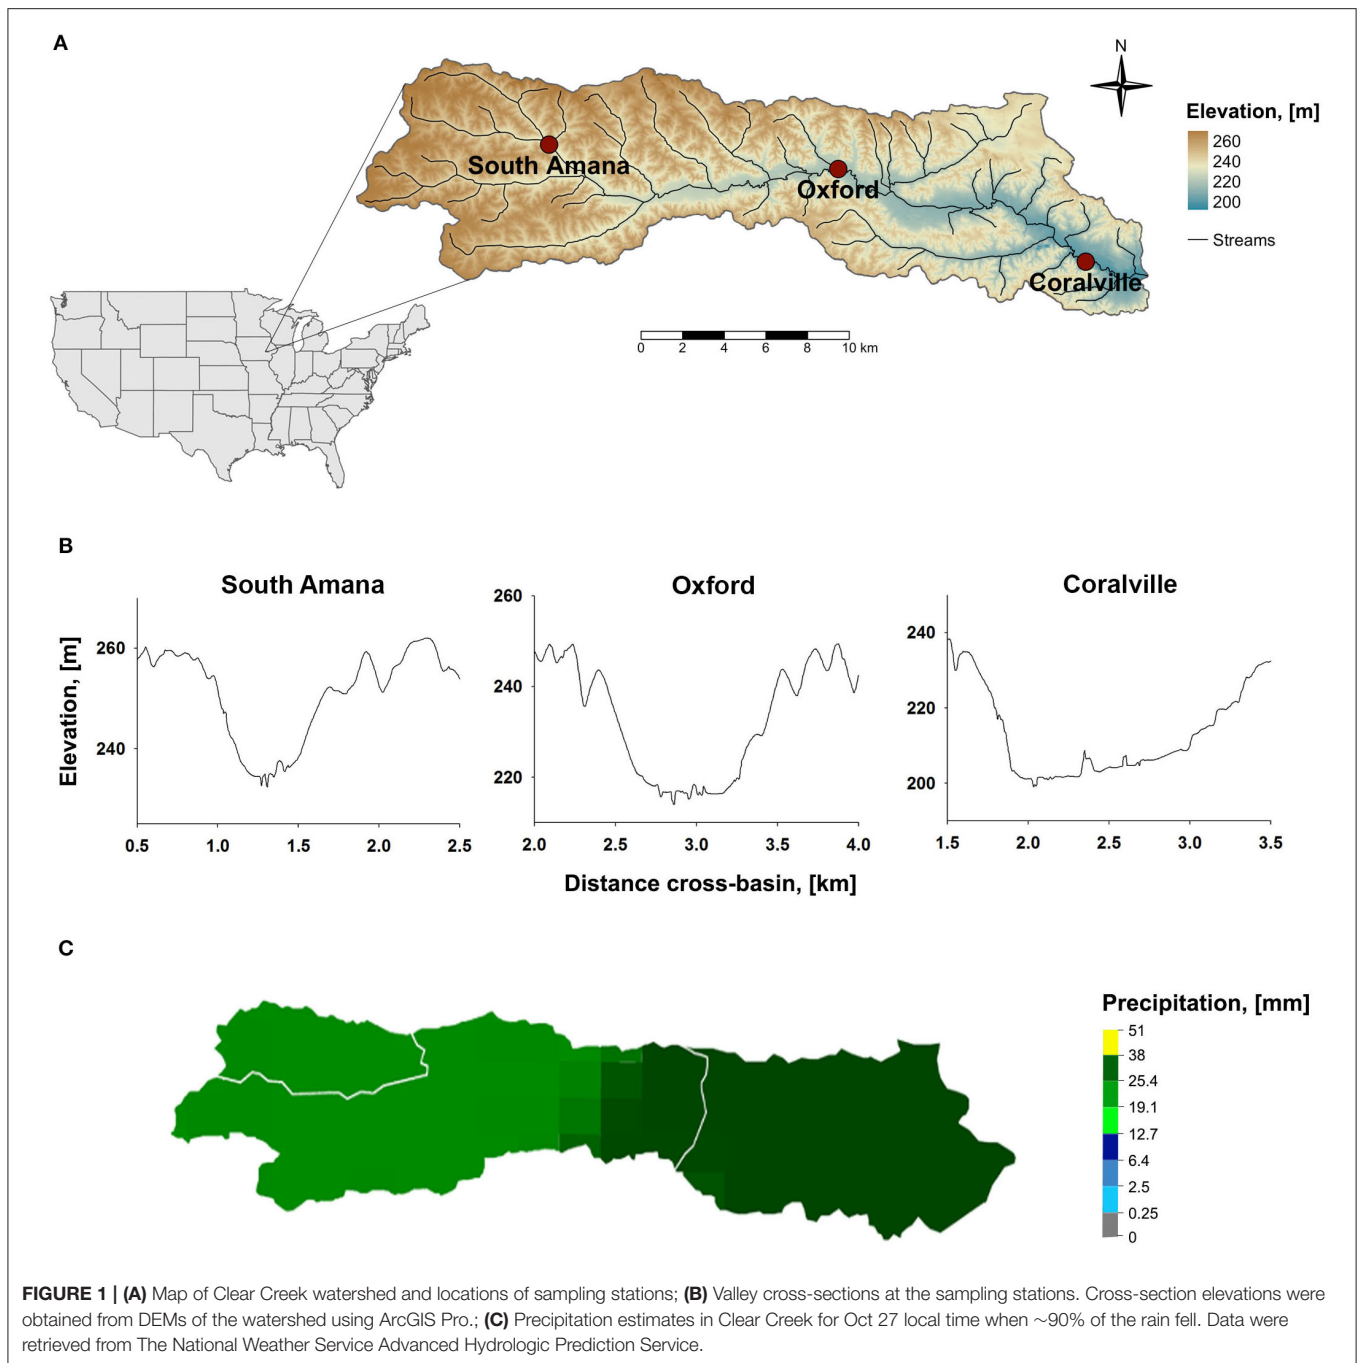 A
N
Elevation, [m]
260
240
220
200
Streams
South Amana
Oxford
Coralville
0 2 4 6 8 10 km
B
South Amana
Oxford
Coralville
Elevation, [m]
260
240
0.5 1.0 1.5 2.0 2.5
260
240
220
2.0 2.5 3.0 3.5 4.0
240
220
200
1.5 2.0 2.5 3.0 3.5
Distance cross-basin, [km]
C
Precipitation, [mm]
51
38
25.4
19.1
12.7
6.4
2.5
0.25
0
FIGURE 1 | (A) Map of Clear Creek watershed and locations of sampling stations; (B) Valley cross-sections at the sampling stations. Cross-section elevations were
obtained from DEMs of the watershed using ArcGIS Pro.; (C) Precipitation estimates in Clear Creek for Oct 27 local time when ~90% of the rain fell. Data were
retrieved from The National Weather Service Advanced Hydrologic Prediction Service.